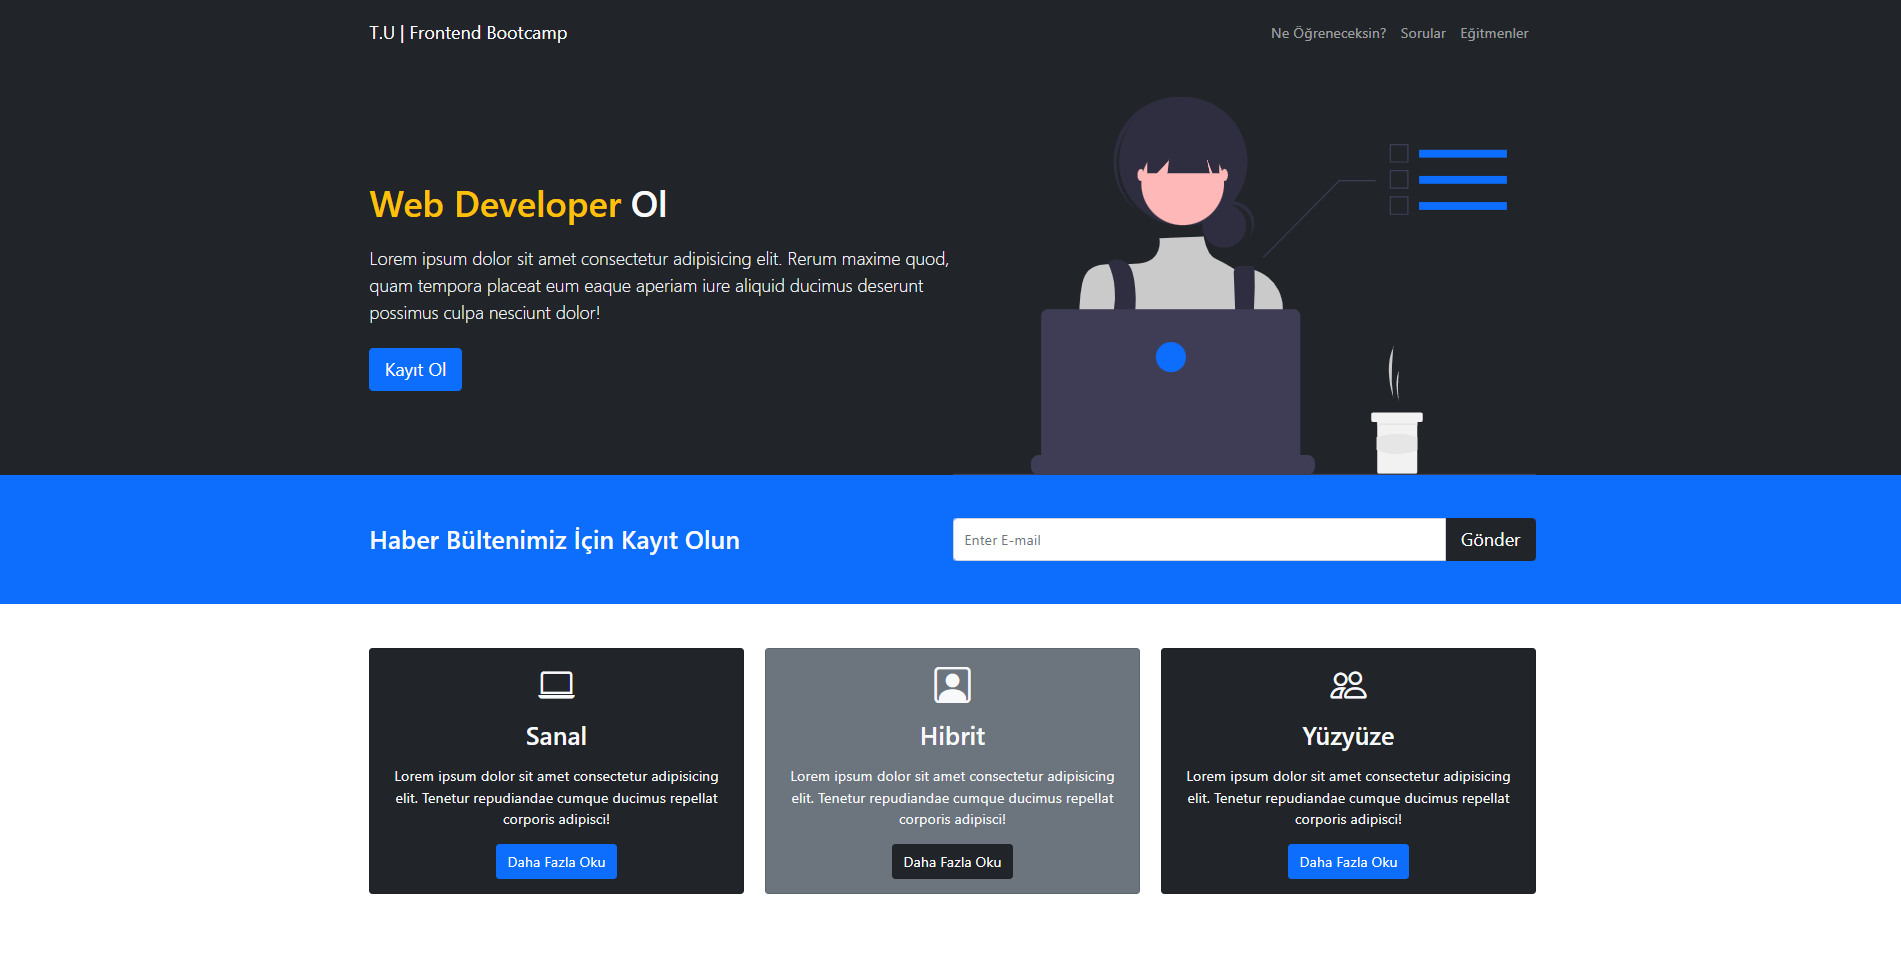 T.U | Frontend Bootcamp
Ne Öğreneceksin? Sorular Eğitmenler
Web Developer Ol
Lorem ipsum dolor sit amet consectetur adipisicing elit. Rerum maxime quod,
quam tempora placeat eum eaque aperiam iure aliquid ducimus deserunt
possimus culpa nesciunt dolor!
Kayıt Ol
Haber Bültenimiz İçin Kayıt Olun
Enter E-mail
Gönder
Sanal
Lorem ipsum dolor sit amet consectetur adipisicing
elit. Tenetur repudiandae cumque ducimus repellat
corporis adipisci!
Daha Fazla Oku
Hibrit
Lorem ipsum dolor sit amet consectetur adipisicing
elit. Tenetur repudiandae cumque ducimus repellat
corporis adipisci!
Daha Fazla Oku
Yüzyüze
Lorem ipsum dolor sit amet consectetur adipisicing
elit. Tenetur repudiandae cumque ducimus repellat
corporis adipisci!
Daha Fazla Oku